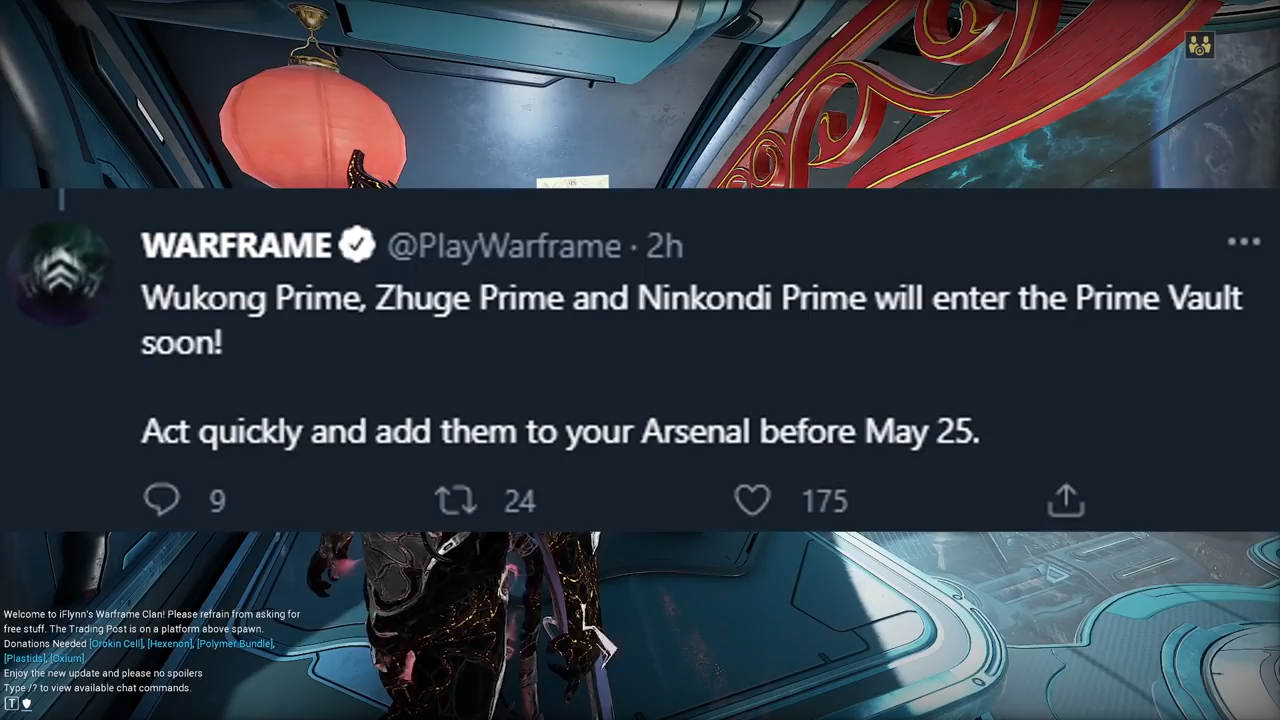 WARFRAME @PlayWarframe · 2h
Wukong Prime, Zhuge Prime and Ninkondi Prime will enter the Prime Vault
soon!
Act quickly and add them to your Arsenal before May 25.
9 24 175
Welcome to iFlynn's Warframe Clan! Please refrain from asking for
free stuff. The Trading Post is on a platform above spawn.
Donations Needed [Orokin Cell], [Hexenon], [Polymer Bundle],
[Plastids], [Oxium]
Enjoy the new update and please no spoilers
Type /? to view available chat commands.
T